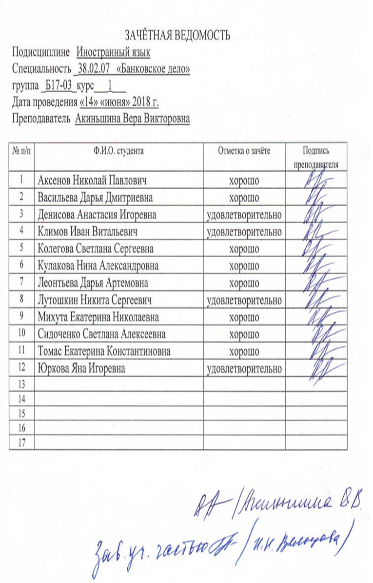 ЗАЧЁТНАЯ ВЕДОМОСТЬ
Подисциплине Иностранный язык
Специальность 38.02.07 «Банковское дело»
группа Б17-03 курс 1
Дата проведения «14» «июня» 2018 г.
Преподаватель Акиньшина Вера Викторовна
№ п/п Ф.И.О. студента Отметка о зачёте Подпись преподавателя
1 Аксенов Николай Павлович хорошо
2 Васильева Дарья Дмитриевна хорошо
3 Денисова Анастасия Игоревна удовлетворительно
4 Климов Иван Витальевич удовлетворительно
5 Колегова Светлана Сергеевна хорошо
6 Кулакова Нина Александровна хорошо
7 Леонтьева Дарья Артемовна хорошо
8 Лутошкин Никита Сергеевич удовлетворительно
9 Михута Екатерина Николаевна хорошо
10 Сидоченко Светлана Алексеевна хорошо
11 Томас Екатерина Константиновна хорошо
12 Юркова Яна Игоревна удовлетворительно
13
14
15
16
17
/Акиньшина В.В.
Зав. уч. частью